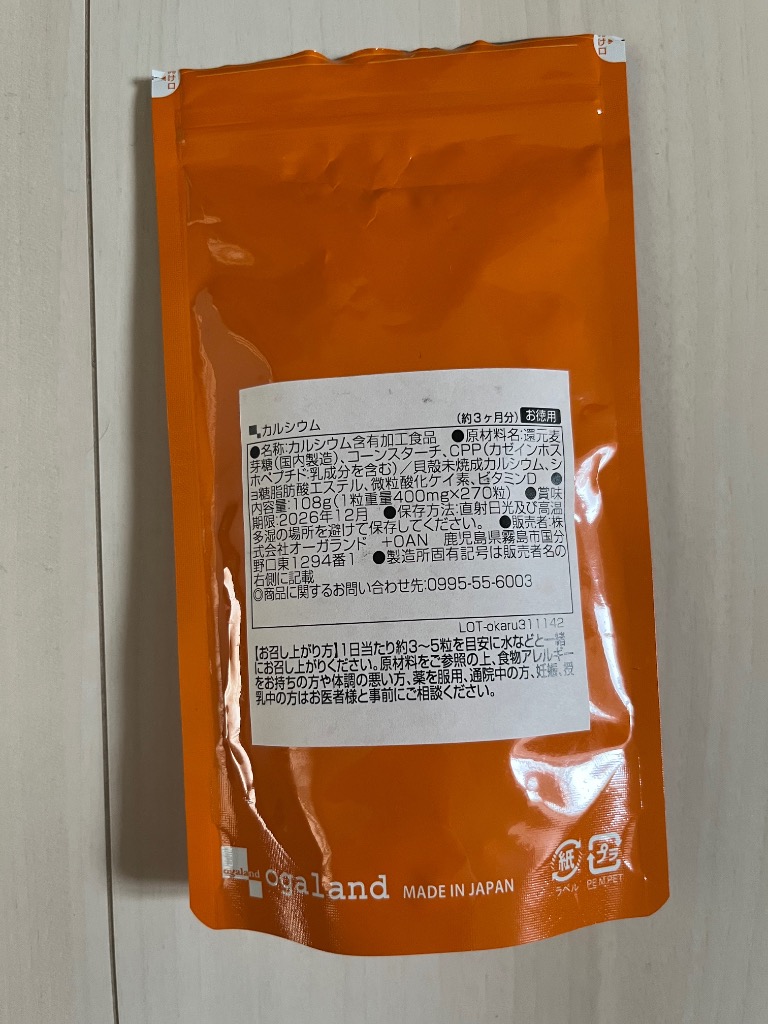 け口
け口
カルシウム (約3ヶ月分) お徳用
●名称:カルシウム含有加工食品 ●原材料名:還元麦
芽糖(国内製造)、コーンスターチ、CPP(カゼインホス
ホペプチド:乳成分を含む)/貝殻未焼成カルシウム、シ
ョ糖脂肪酸エステル、微粒酸化ケイ素、ビタミンD ●
内容量:108g(1粒重量400mg×270粒) ●賞味
期限:2026年12月 ●保存方法:直射日光及び高温
多湿の場所を避けて保存してください。 ●販売者:株
式会社オーガランド +OAN 鹿児島県霧島市国分
野口東1294番1 ●製造所固有記号は販売者名の
右側に記載
◎商品に関するお問い合わせ先:0995-55-6003
LOT-okaru311142
【お召し上がり方】1日当たり約3〜5粒を目安に水などと一緒
にお召し上がりください。原材料をご参照の上、食物アレルギー
をお持ちの方や体調の悪い方、薬を服用、通院中の方、妊娠、授
乳中の方はお医者様と事前にご相談ください。
ogaland ogaland MADE IN JAPAN
紙 プラ
ラベル PE,M,PET